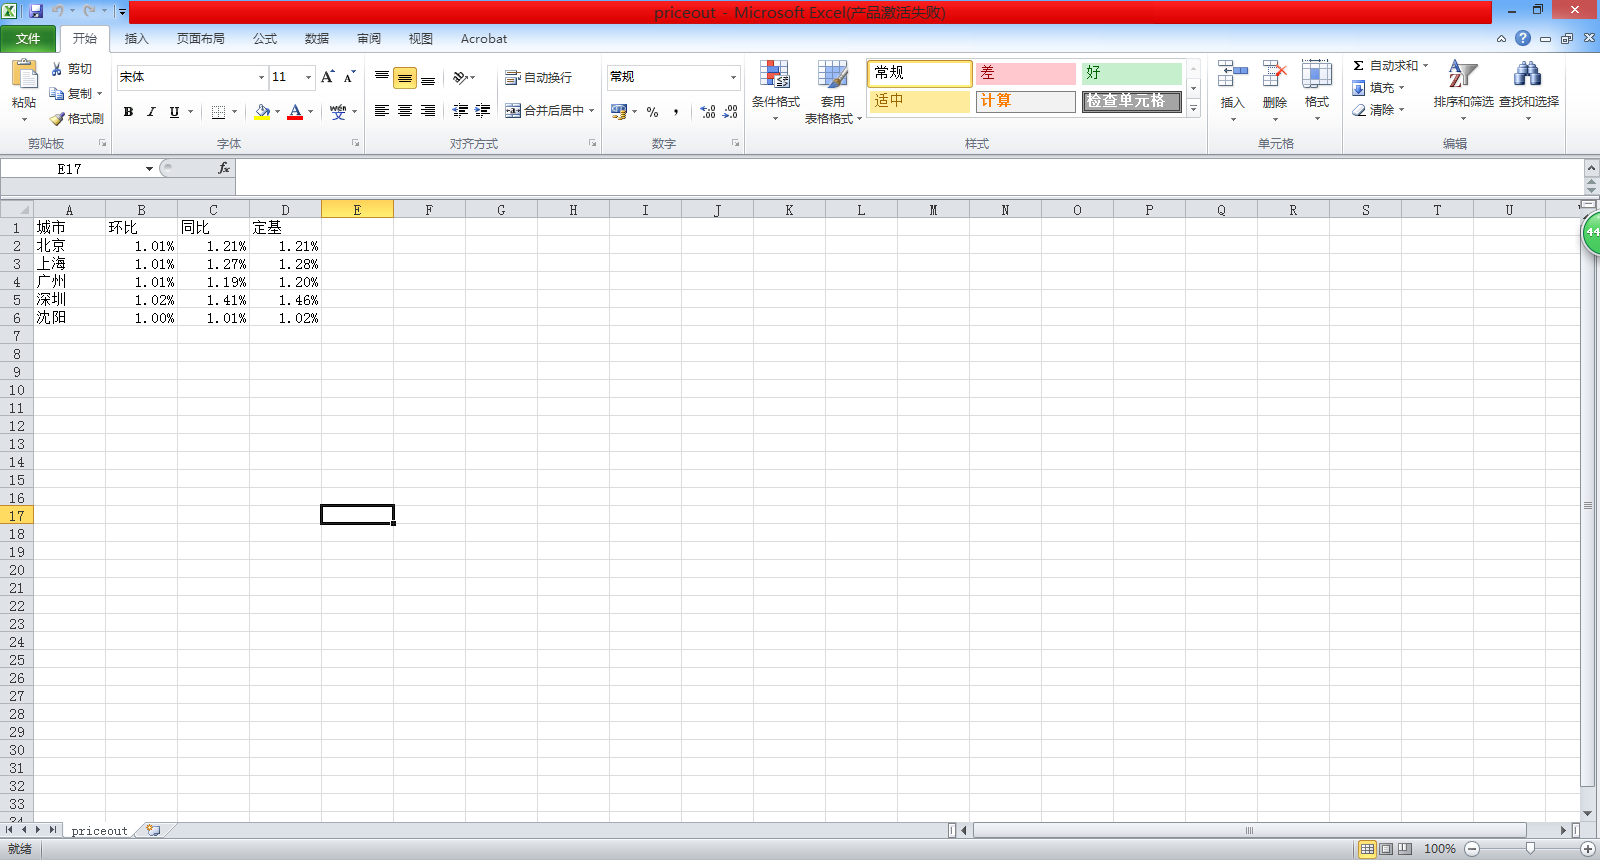 priceout - Microsoft Excel(产品激活失败)
文件 开始 插入 页面布局 公式 数据 审阅 视图 Acrobat
粘贴 剪切 复制 格式刷 剪贴板
宋体 11 B I U 字体
自动换行 合并后居中 对齐方式
常规 % , 数字
条件格式 套用 表格格式
常规 差 好
适中 计算 检查单元格
样式
插入 删除 格式 单元格
Σ 自动求和 填充 清除 排序和筛选 查找和选择 编辑
E17 fx
A B C D E F G H I J K L M N O P Q R S T U
44
1 城市 环比 同比 定基
2 北京 1.01% 1.21% 1.21%
3 上海 1.01% 1.27% 1.28%
4 广州 1.01% 1.19% 1.20%
5 深圳 1.02% 1.41% 1.46%
6 沈阳 1.00% 1.01% 1.02%
7
8
9
10
11
12
13
14
15
16
17
18
19
20
21
22
23
24
25
26
27
28
29
30
31
32
33
34
priceout
就绪 100%